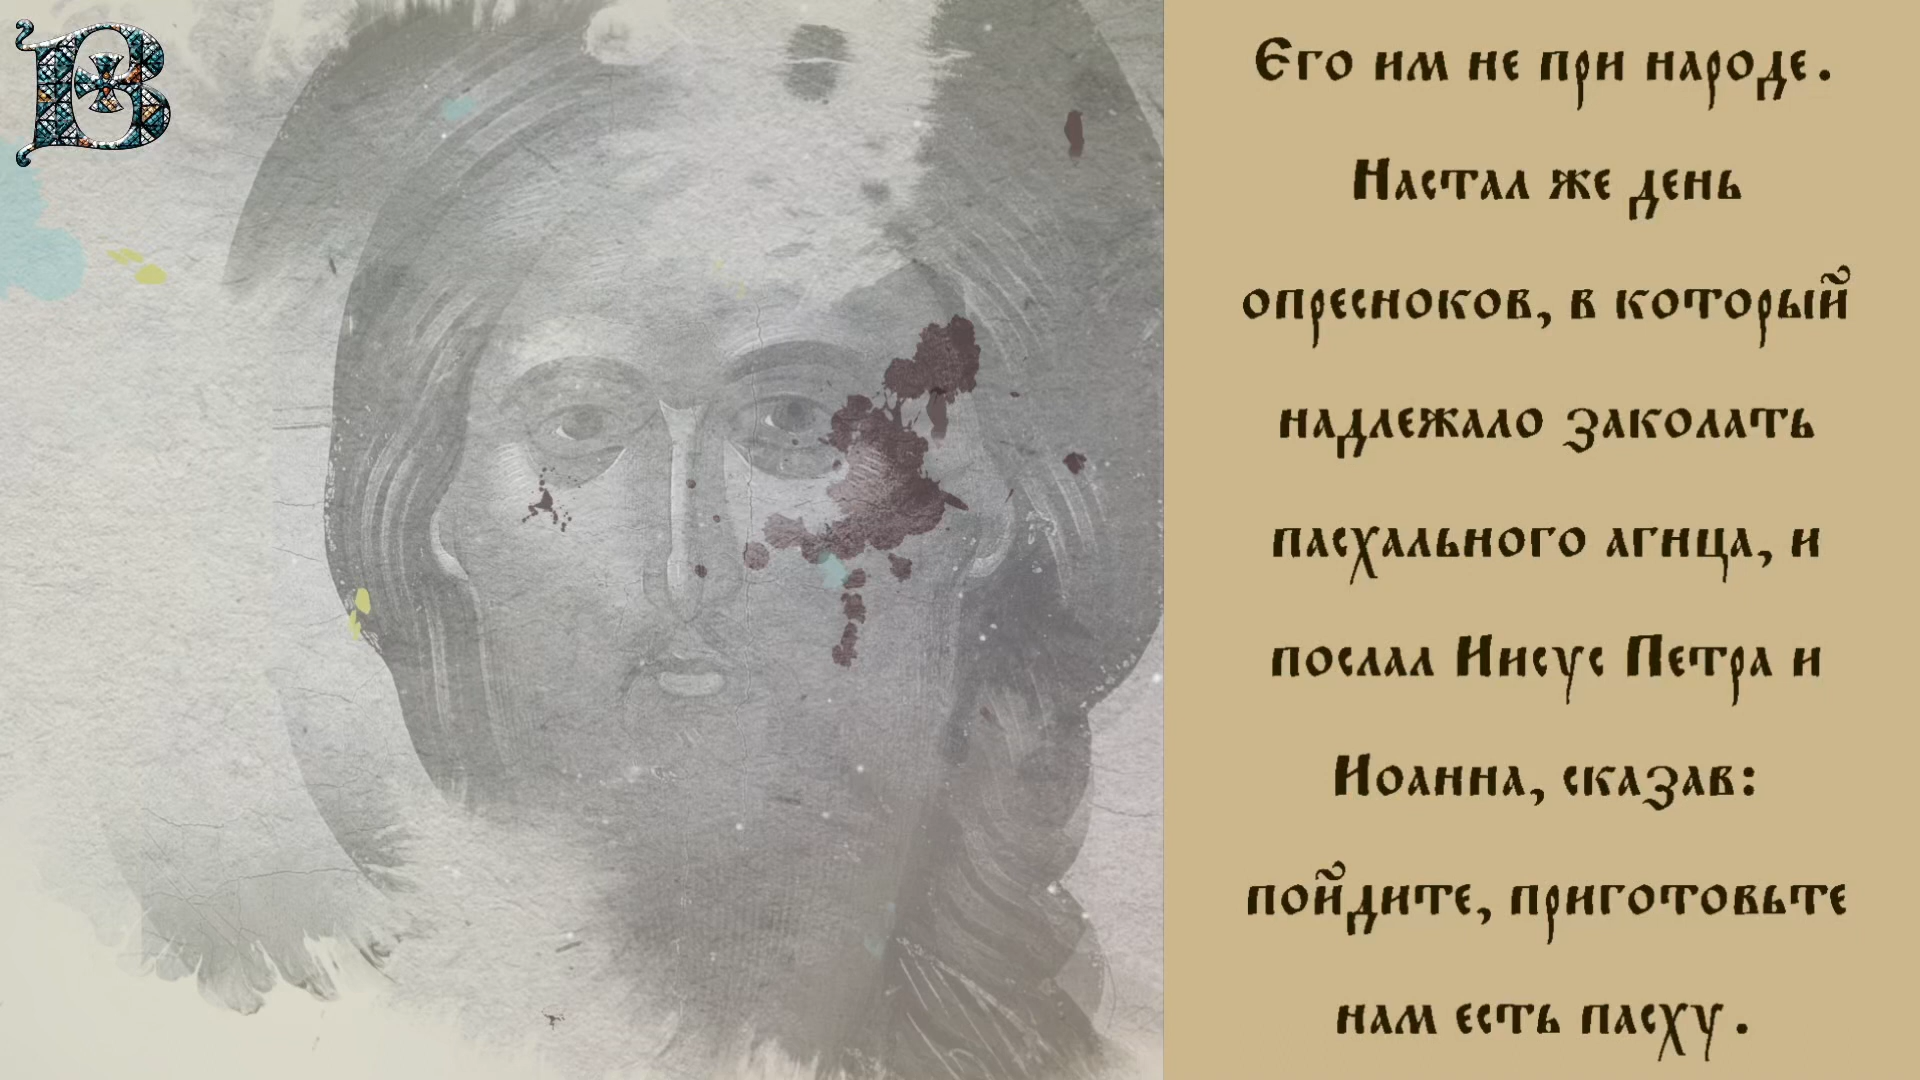 В
Его им не при народе.
Настал же день
опресноков, в который
надлежало заколать
пасхального агнца, и
послал Иисус Петра и
Иоанна, сказав:
пойдите, приготовьте
нам есть пасху.